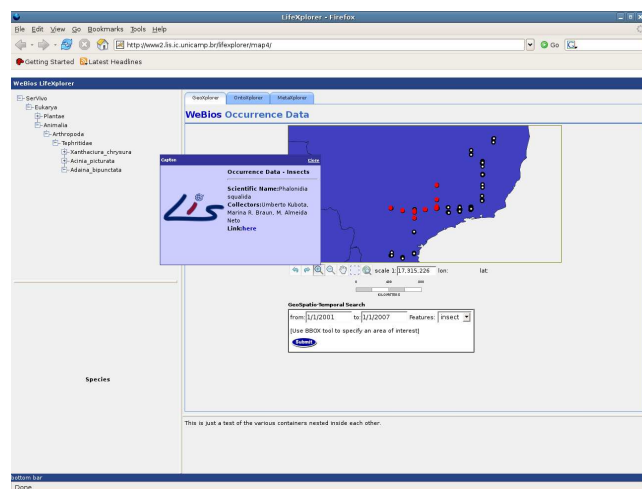 LifeXplorer - Firefox
File Edit View Go Bookmarks Tools Help
http://www2.lis.ic.unicamp.br/lifexplorer/map4/
Go
Getting Started Latest Headlines
WeBios LifeXplorer
SerVivo
Eukarya
Plantae
Animalia
Arthropoda
Tephritidae
Xanthaciura_chrysura
Acinia_picturata
Adaina_bipunctata
Species
GeoXplorer OntoXplorer MetaXplorer
WeBios Occurrence Data
Caption Close
Lis
Occurrence Data - Insects
Scientific Name:Phalonidia
squalida
Collectors:Umberto Kubota,
Marina R. Braun, M. Almeida
Neto
Link:here
scale 1:17.915.226 lon: lat:
KILOMETERS
GeoSpatio-Temporal Search
from: 1/1/2001 to 1/1/2007 Features: insect
[Use BBOX tool to specify an area of interest]
Submit
This is just a test of the various containers nested inside each other.
bottom bar
Done